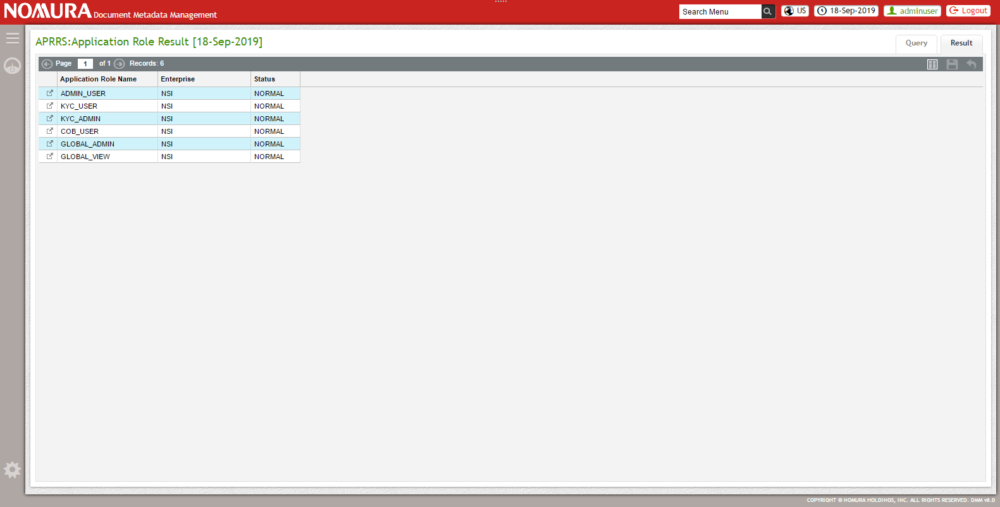 NOMURA Document Metadata Management
Search Menu
US
18-Sep-2019
adminuser
Logout
APRRS:Application Role Result [18-Sep-2019]
Query
Result
Page 1 of 1 Records: 6
Application Role Name Enterprise Status
ADMIN_USER NSI NORMAL
KYC_USER NSI NORMAL
KYC_ADMIN NSI NORMAL
COB_USER NSI NORMAL
GLOBAL_ADMIN NSI NORMAL
GLOBAL_VIEW NSI NORMAL
COPYRIGHT © NOMURA HOLDINGS, INC. ALL RIGHTS RESERVED. DMM v8.0